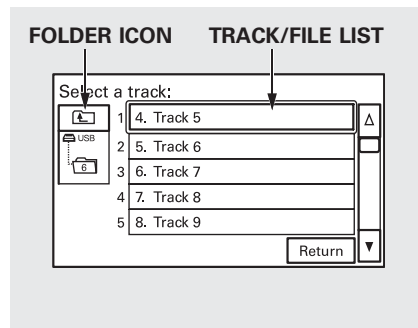 FOLDER ICON TRACK/FILE LIST
Select a track:
1 4. Track 5
USB
2 5. Track 6
6
3 6. Track 7
4 7. Track 8
5 8. Track 9
Return